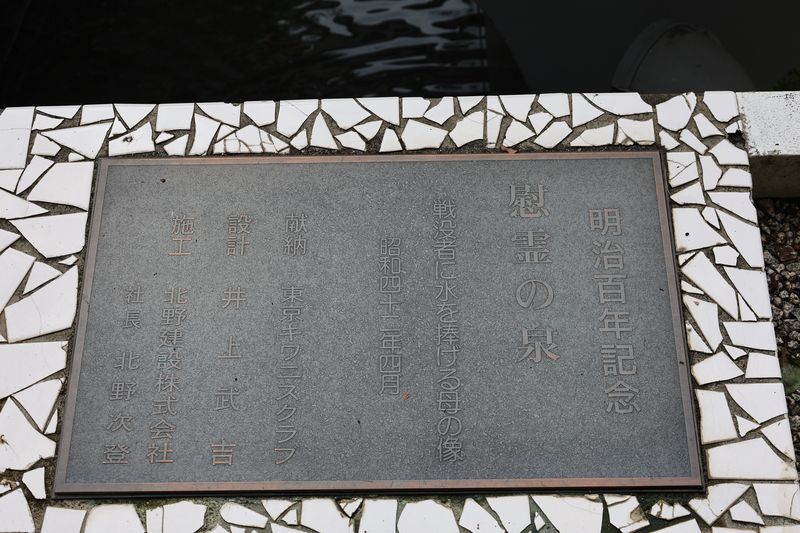 明治百年記念
慰霊の泉
戦没者に水を捧げる母の像
昭和四十二年四月
献納 東京キワニスクラブ
設計 井上武吉
施工 北野建設株式会社
社長 北野次登